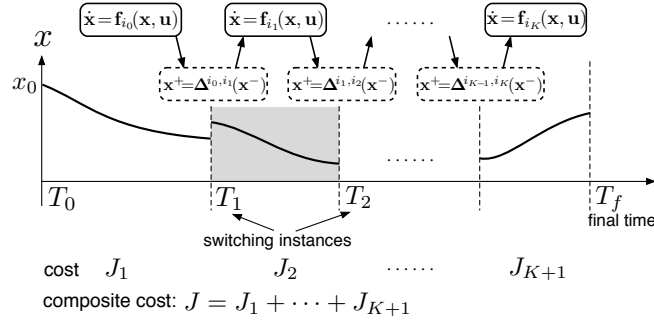 ẋ = f_{i_0}(x, u) ẋ = f_{i_1}(x, u) ...... ẋ = f_{i_K}(x, u)
x
x⁺=Δ^{i_0,i_1}(x⁻) x⁺=Δ^{i_1,i_2}(x⁻) x⁺=Δ^{i_{K-1},i_K}(x⁻)
x_0
......
T_0 T_1 T_2 T_f
final time
switching instances
cost J_1 J_2 ...... J_{K+1}
composite cost: J = J_1 + ··· + J_{K+1}